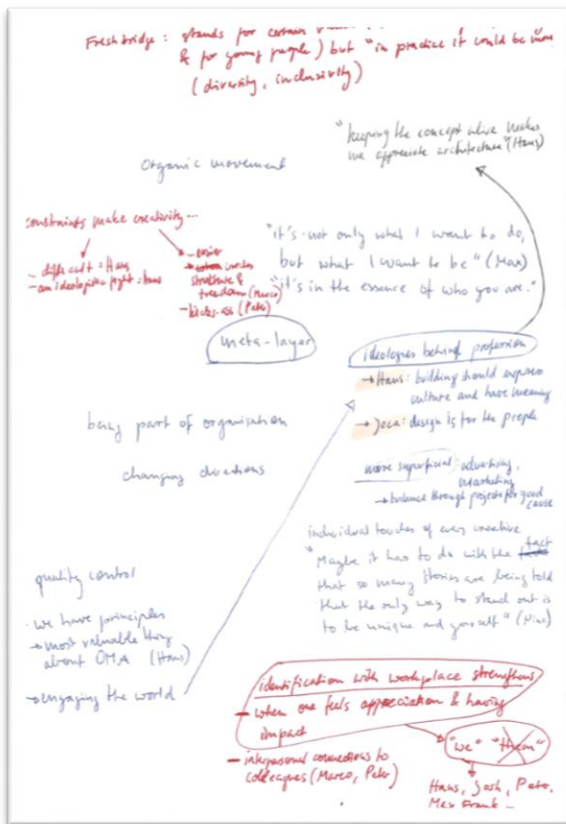 Freshbridge: stands for certain
& for young people) but "in practice it could be more
(diversity, inclusivity)
"keeping the concept alive makes
me appreciate architecture" (Hans)
organic movement
constraints make creativity...
- difficult: Hans
- an ideological fight: Hans
- easier
structure &
freedom (Marco)
- kicks-ass (Peter)
"it's not only what I want to do,
but what I want to be" (Max)
"it's in the essence of who you are."
meta-layer
ideologies behind profession
→ Hans: building should express
culture and have meaning
→ Joca: design is for the people
being part of organisation
changing directions
more superficial: advertising,
marketing
→ balance through projects for good
cause
individual touches of every creative
"Maybe it has to do with the fact
that so many stories are being told
that the only way to stand out is
to be unique and yourself" (Nina)
quality control
- we have principles
→ most valuable thing
about OMA (Hans)
→ engaging the world
identification with workplace strengthens
- when one feels appreciation & having
impact
- interpersonal connections to
colleagues (Marco, Peter)
"we" "them"
Hans, Josh, Peter,
Max Frank...